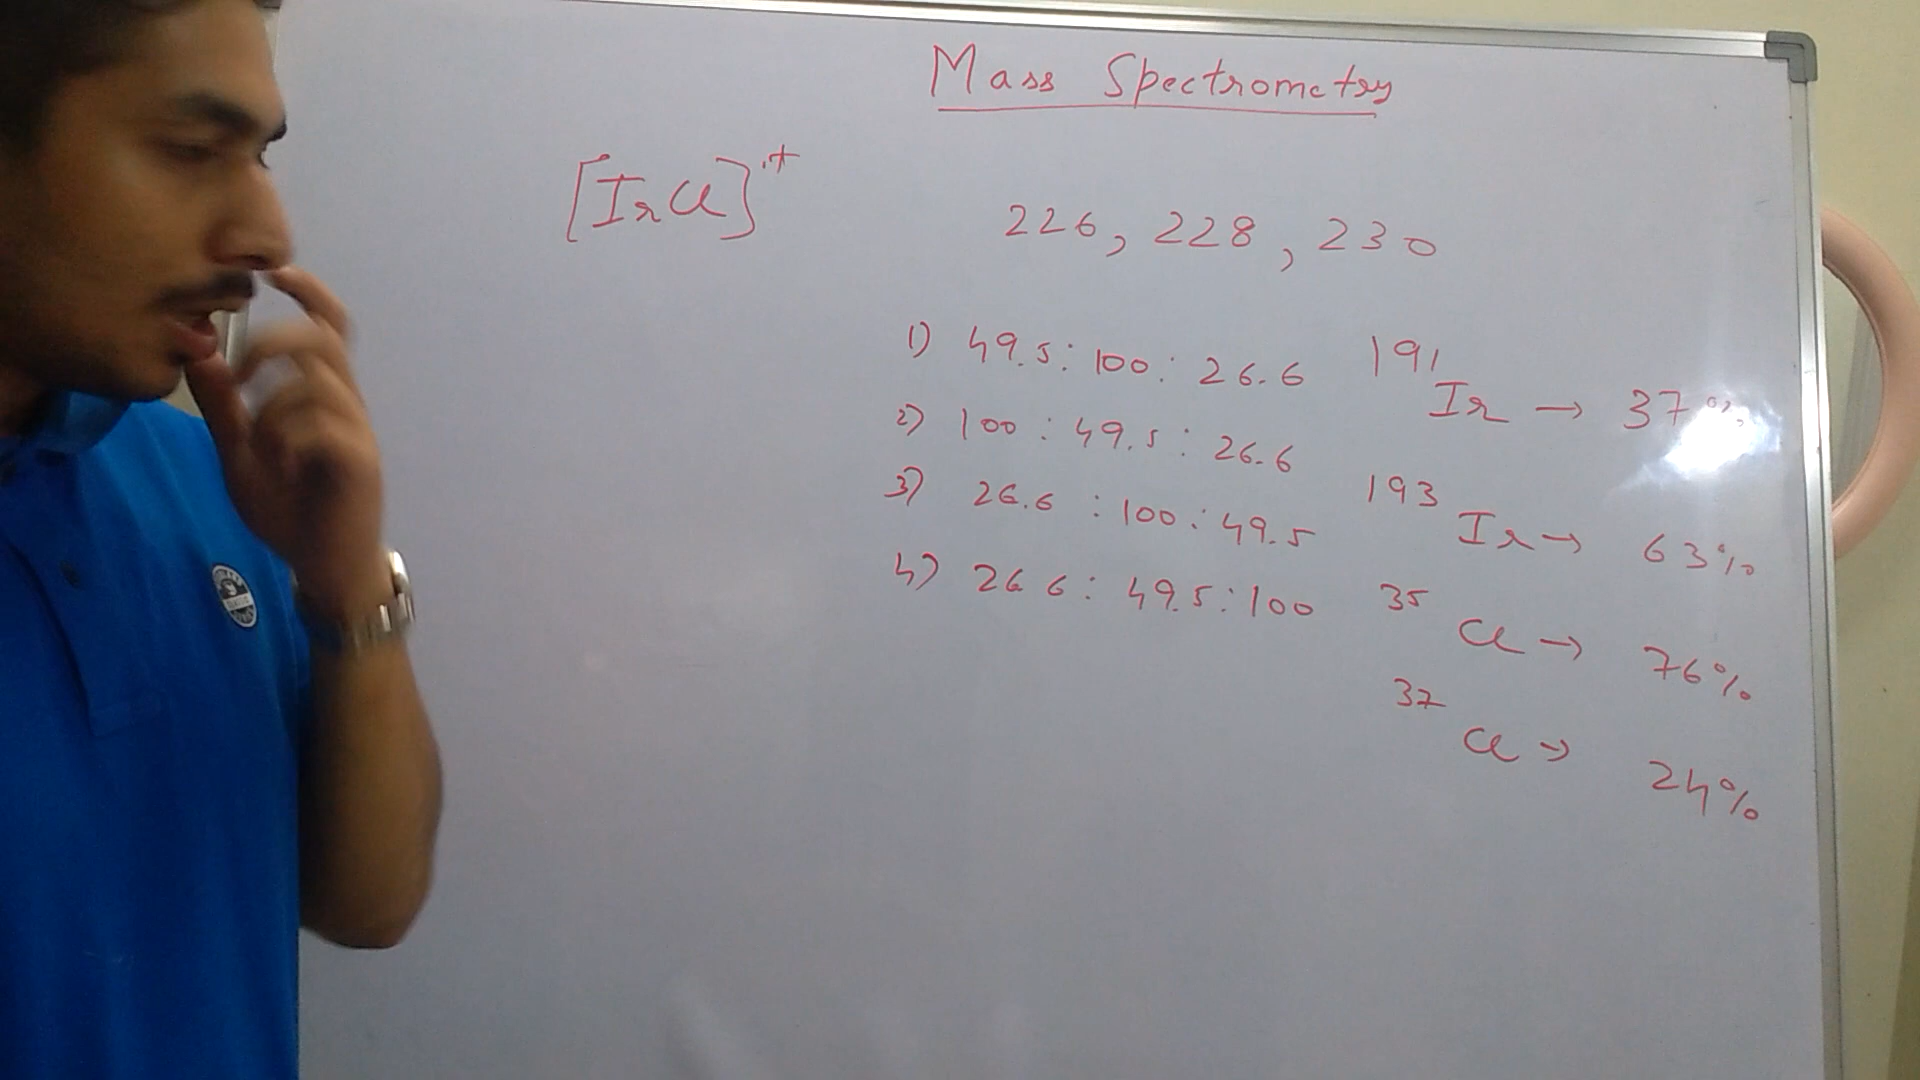 Mass Spectrometry
[IrCl]·+
226, 228, 230
1) 49.5 : 100 : 26.6
2) 100 : 49.5 : 26.6
3) 26.6 : 100 : 49.5
4) 26.6 : 49.5 : 100
191 Ir → 37%
193 Ir → 63%
35 Cl → 76%
37 Cl → 24%